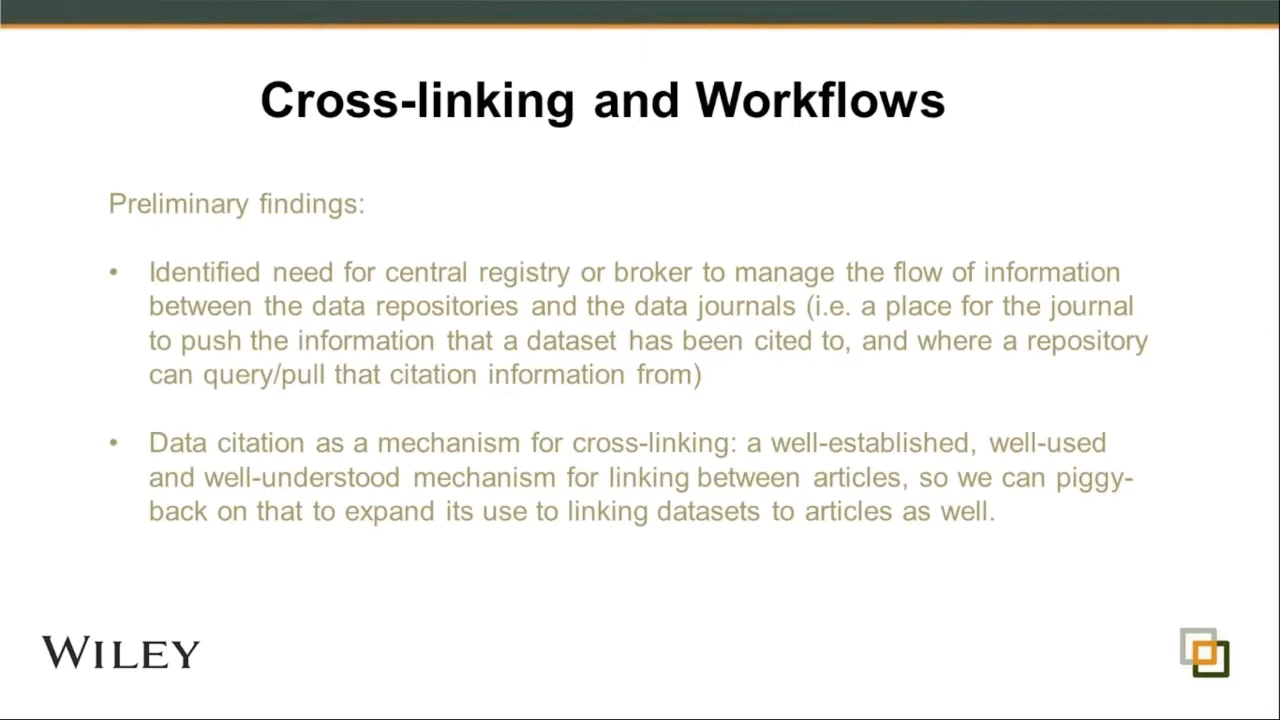 Cross-linking and Workflows
Preliminary findings:
• Identified need for central registry or broker to manage the flow of information
between the data repositories and the data journals (i.e. a place for the journal
to push the information that a dataset has been cited to, and where a repository
can query/pull that citation information from)
• Data citation as a mechanism for cross-linking: a well-established, well-used
and well-understood mechanism for linking between articles, so we can piggy-
back on that to expand its use to linking datasets to articles as well.
WILEY